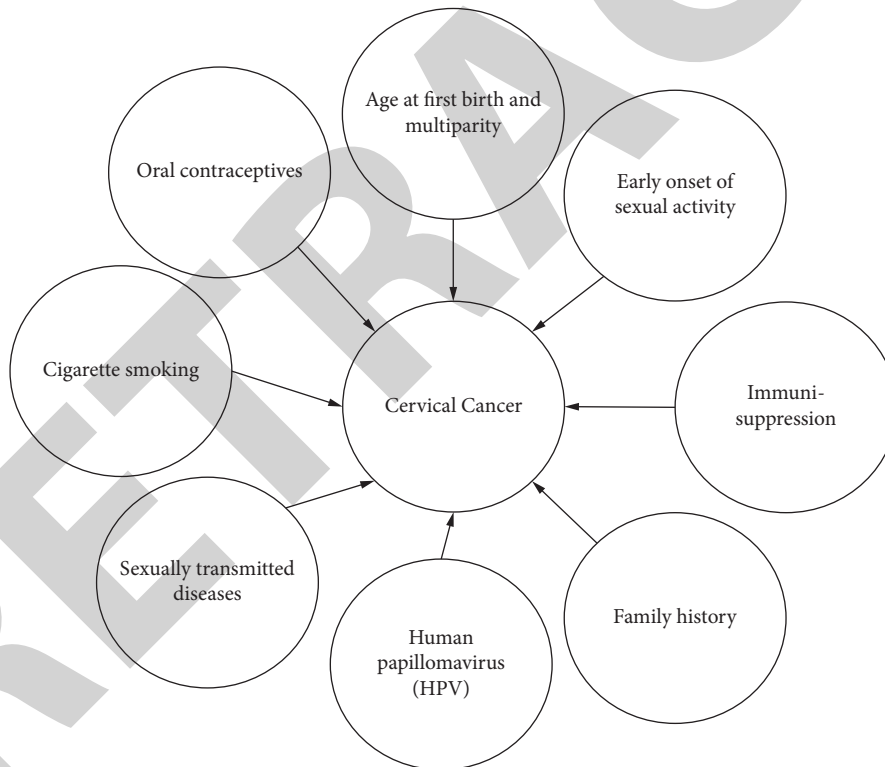 Age at first birth and
multiparity
Oral contraceptives
Early onset of
sexual activity
Cigarette smoking
Cervical Cancer
Immuni-
suppression
Sexually transmitted
diseases
Human
papillomavirus
(HPV)
Family history
RETRAC